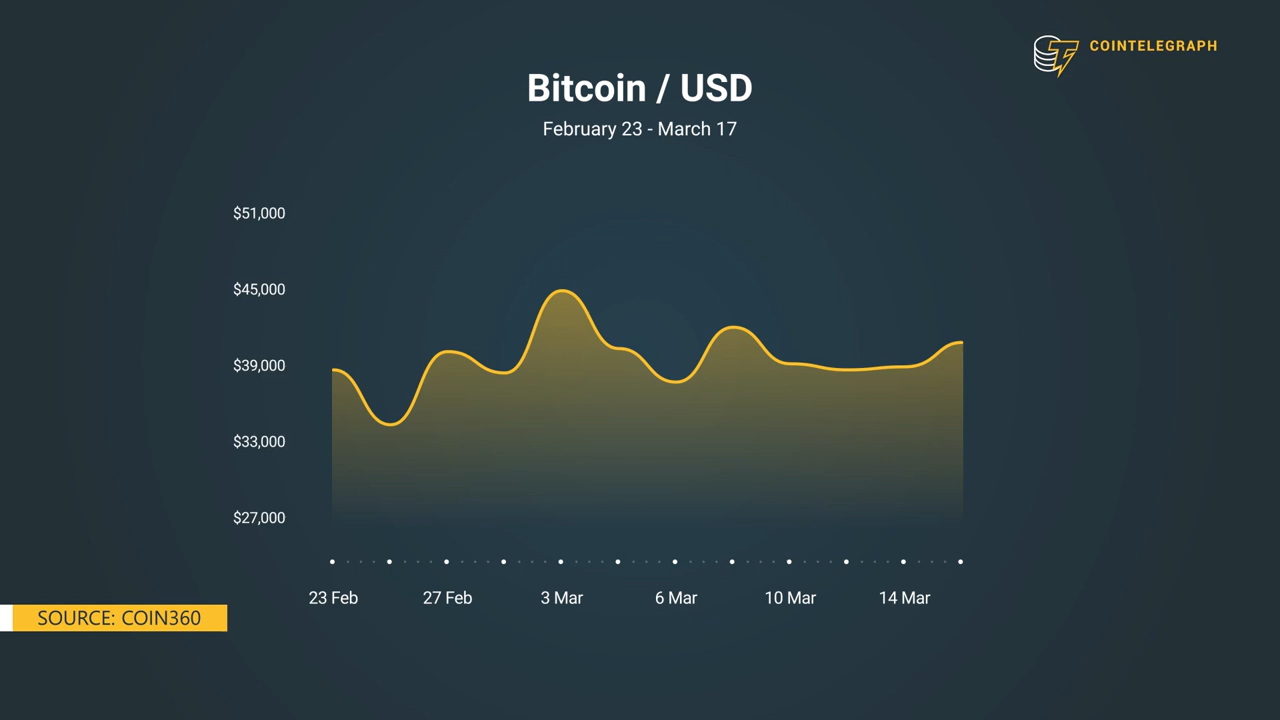 COINTELEGRAPH
Bitcoin / USD
February 23 - March 17
$51,000
$45,000
$39,000
$33,000
$27,000
23 Feb 27 Feb 3 Mar 6 Mar 10 Mar 14 Mar
SOURCE: COIN360